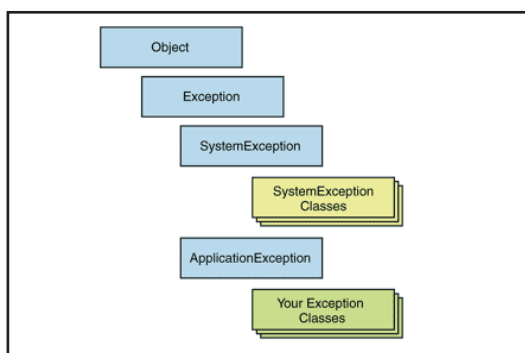 Object
Exception
SystemException
SystemException
Classes
ApplicationException
Your Exception
Classes